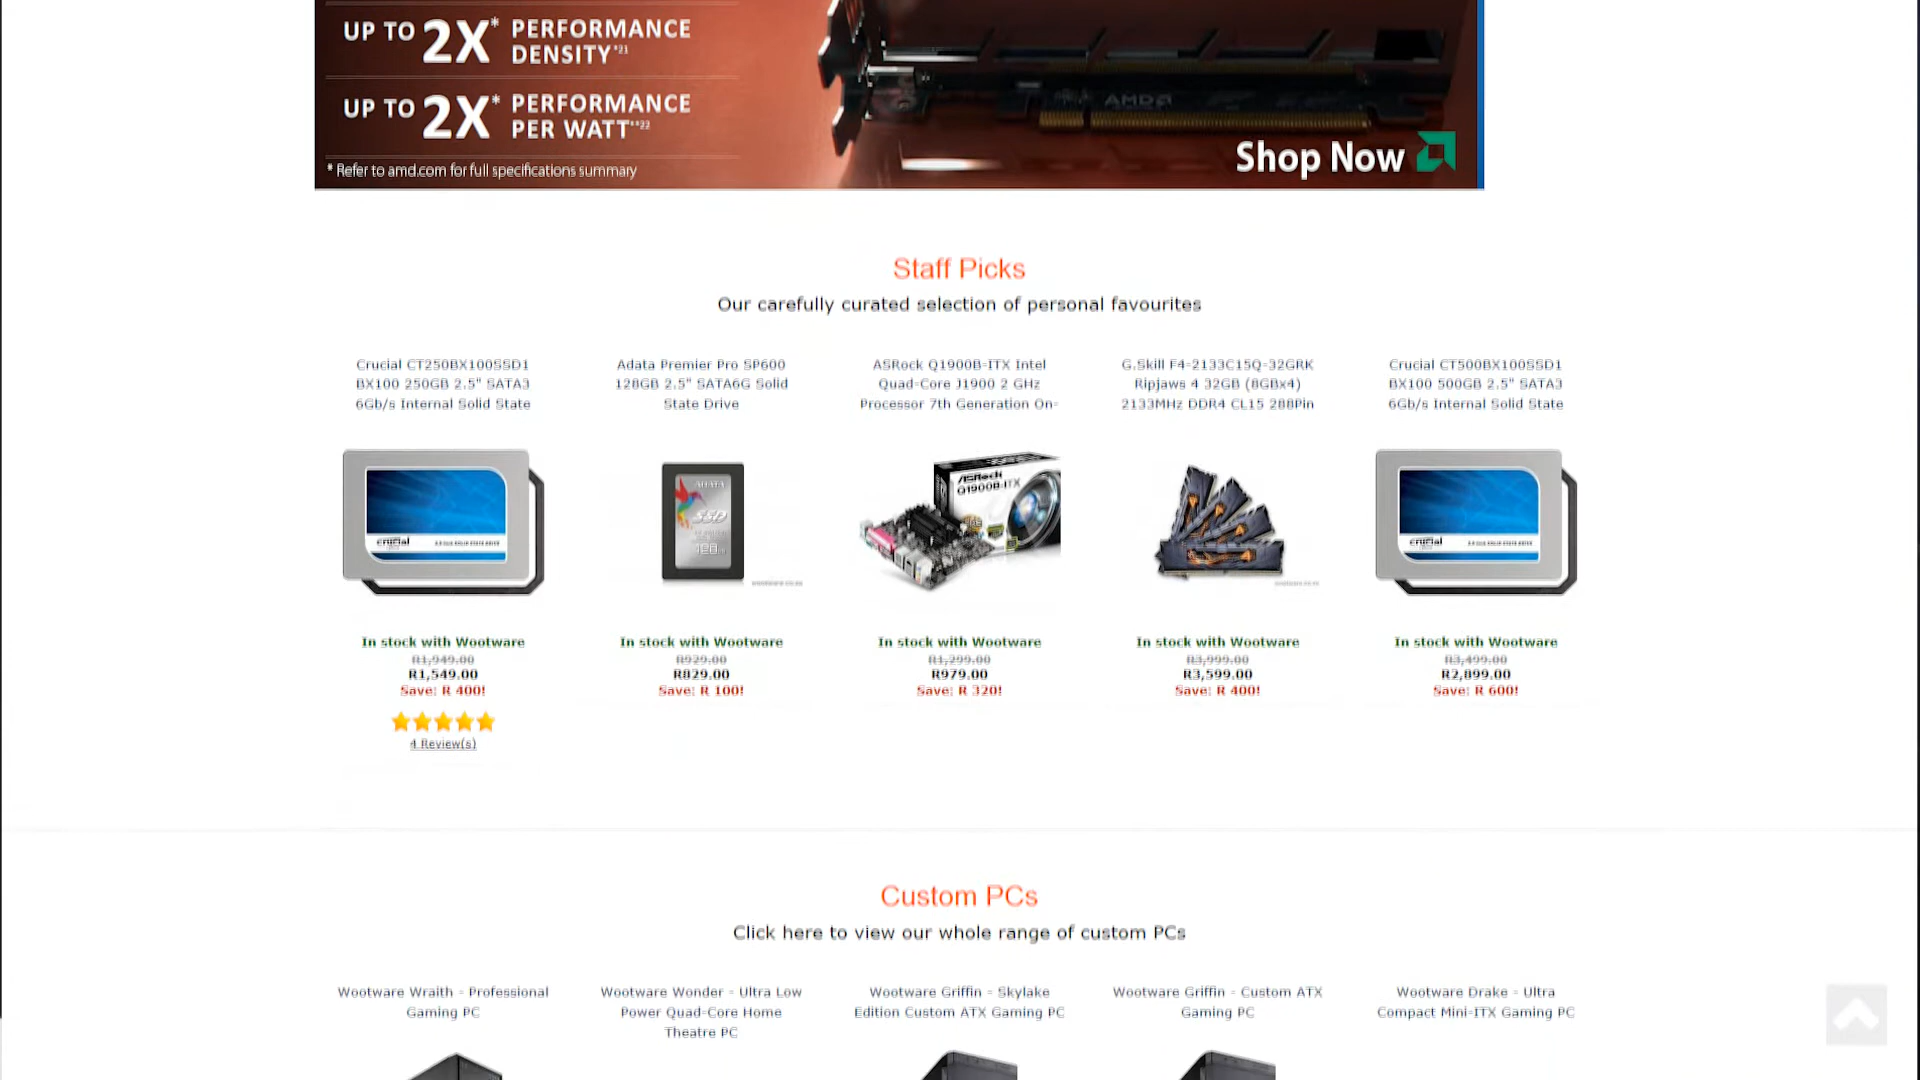 UP TO 2X* PERFORMANCE DENSITY*21
UP TO 2X* PERFORMANCE PER WATT**22
* Refer to amd.com for full specifications summary
AMD
Shop Now
Staff Picks
Our carefully curated selection of personal favourites
Crucial CT250BX100SSD1
BX100 250GB 2.5" SATA3
6Gb/s Internal Solid State
Adata Premier Pro SP600
128GB 2.5" SATA6G Solid
State Drive
ASRock Q1900B-ITX Intel
Quad-Core J1900 2 GHz
Processor 7th Generation On-
G.Skill F4-2133C15Q-32GRK
Ripjaws 4 32GB (8GBx4)
2133MHz DDR4 CL15 288Pin
Crucial CT500BX100SSD1
BX100 500GB 2.5" SATA3
6Gb/s Internal Solid State
crucial
ADATA
SSD
ASRock
Q1900B-ITX
crucial
In stock with Wootware
R1,949.00
R1,549.00
Save: R 400!
4 Review(s)
In stock with Wootware
R929.00
R829.00
Save: R 100!
In stock with Wootware
R1,299.00
R979.00
Save: R 320!
In stock with Wootware
R3,999.00
R3,599.00
Save: R 400!
In stock with Wootware
R3,499.00
R2,899.00
Save: R 600!
Custom PCs
Click here to view our whole range of custom PCs
Wootware Wraith - Professional
Gaming PC
Wootware Wonder - Ultra Low
Power Quad-Core Home
Theatre PC
Wootware Griffin - Skylake
Edition Custom ATX Gaming PC
Wootware Griffin - Custom ATX
Gaming PC
Wootware Drake - Ultra
Compact Mini-ITX Gaming PC